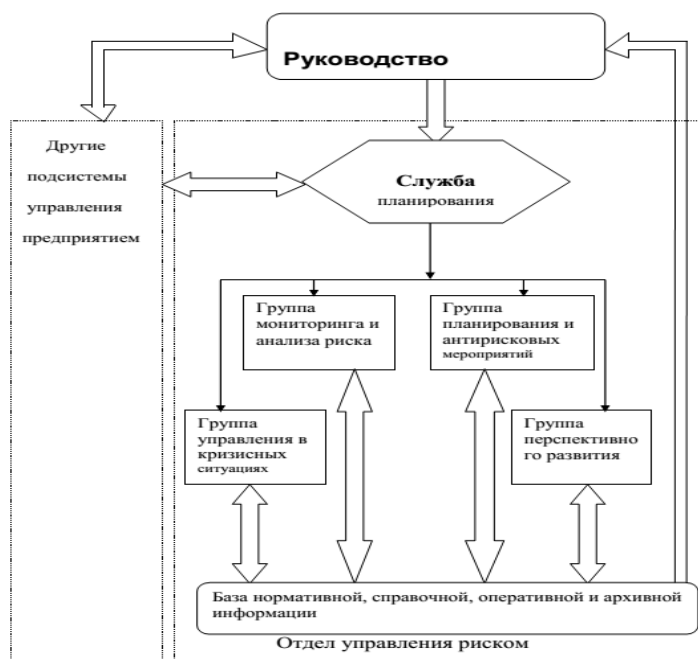 Руководство
Другие
подсистемы
управления
предприятием
Служба
планирования
Группа
мониторинга и
анализа риска
Группа
планирования и
антирисковых
мероприятий
Группа
управления в
кризисных
ситуациях
Группа
перспективно
го развития
База нормативной, справочной, оперативной и архивной
информации
Отдел управления риском